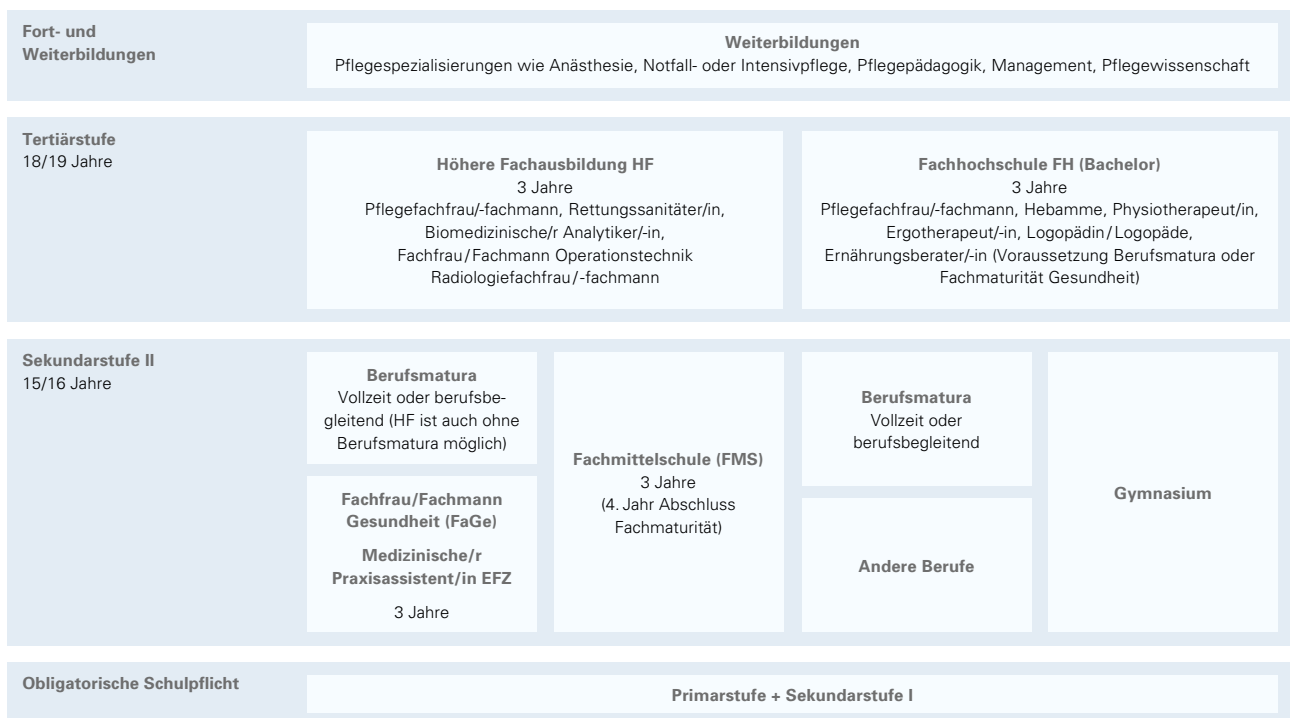 Fort- und
Weiterbildungen
Weiterbildungen
Pflegespezialisierungen wie Anästhesie, Notfall- oder Intensivpflege, Pflegepädagogik, Management, Pflegewissenschaft
Tertiärstufe
18/19 Jahre
Höhere Fachausbildung HF
3 Jahre
Pflegefachfrau/-fachmann, Rettungssanitäter/in,
Biomedizinische/r Analytiker/-in,
Fachfrau/Fachmann Operationstechnik
Radiologiefachfrau/-fachmann
Fachhochschule FH (Bachelor)
3 Jahre
Pflegefachfrau/-fachmann, Hebamme, Physiotherapeut/in,
Ergotherapeut/-in, Logopädin/Logopäde,
Ernährungsberater/-in (Voraussetzung Berufsmatura oder
Fachmaturität Gesundheit)
Sekundarstufe II
15/16 Jahre
Berufsmatura
Vollzeit oder berufsbe-
gleitend (HF ist auch ohne
Berufsmatura möglich)
Fachfrau/Fachmann
Gesundheit (FaGe)
Medizinische/r
Praxisassistent/in EFZ
3 Jahre
Fachmittelschule (FMS)
3 Jahre
(4. Jahr Abschluss
Fachmaturität)
Berufsmatura
Vollzeit oder
berufsbegleitend
Andere Berufe
Gymnasium
Obligatorische Schulpflicht
Primarstufe + Sekundarstufe I